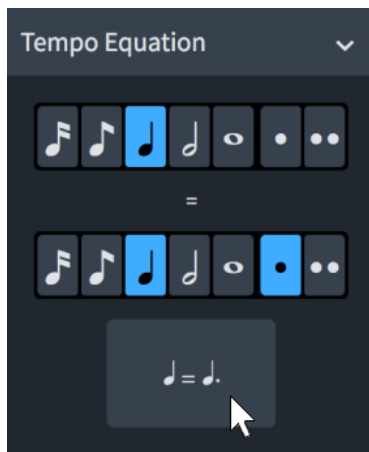 Tempo Equation
=
=